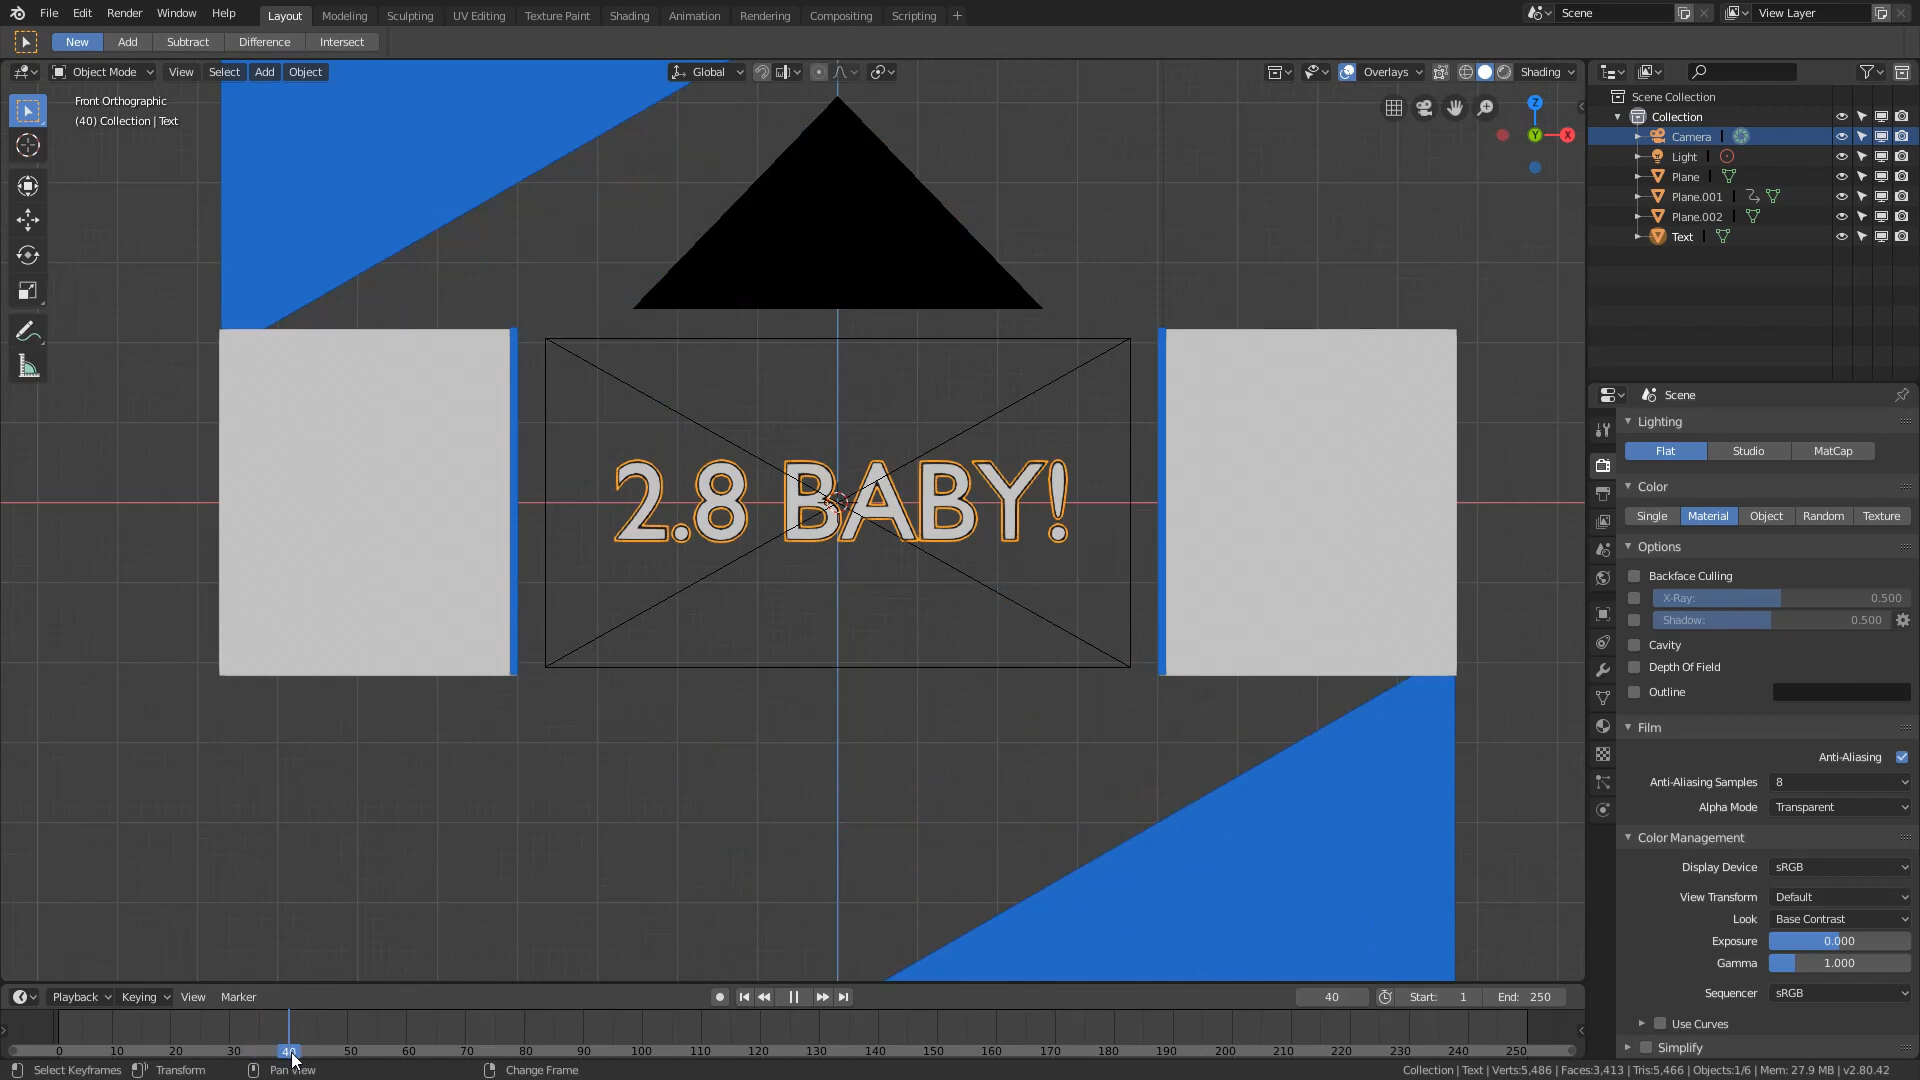 File Edit Render Window Help Layout Modeling Sculpting UV Editing Texture Paint Shading Animation Rendering Compositing Scripting + Scene View Layer
New Add Subtract Difference Intersect
Object Mode View Select Add Object Global Overlays Shading
Front Orthographic
(40) Collection | Text
Z
Y
X
Scene Collection
Collection
Camera
Light
Plane
Plane.001
Plane.002
Text
2.8 BABY!
Scene
Lighting
Flat Studio MatCap
Color
Single Material Object Random Texture
Options
Backface Culling
X-Ray: 0.500
Shadow: 0.500
Cavity
Depth Of Field
Outline
Film
Anti-Aliasing
Anti-Aliasing Samples 8
Alpha Mode Transparent
Color Management
Display Device sRGB
View Transform Default
Look Base Contrast
Exposure 0.000
Gamma 1.000
Sequencer sRGB
Use Curves
Simplify
Playback Keying View Marker 40 Start: 1 End: 250
0 10 20 30 40 50 60 70 80 90 100 110 120 130 140 150 160 170 180 190 200 210 220 230 240 250
Select Keyframes Transform Pan View Change Frame Collection | Text | Verts:5,486 | Faces:3,413 | Tris:5,466 | Objects:1/6 | Mem: 27.9 MB | v2.80.42